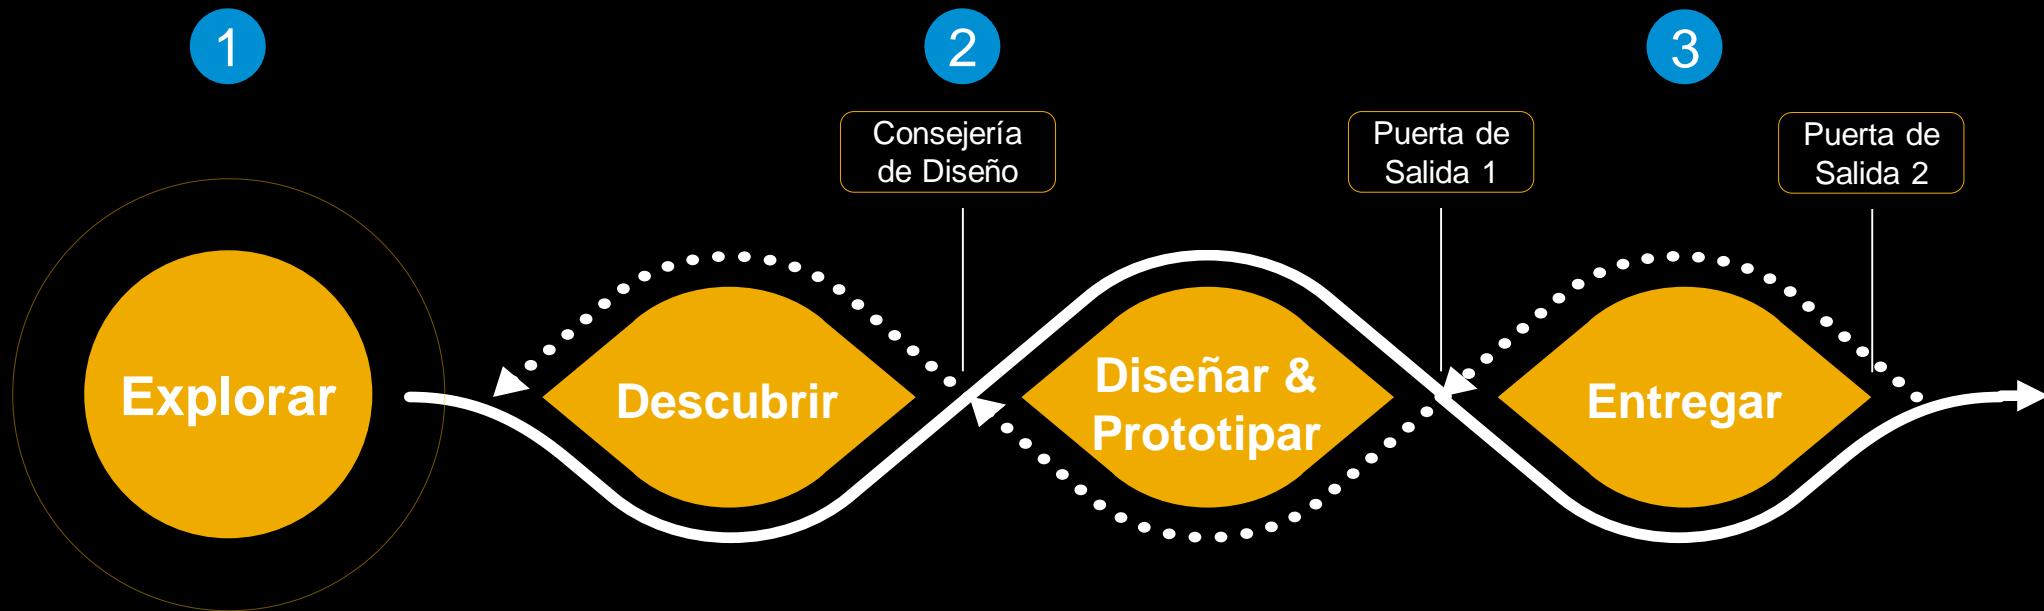 1
2
3
Consejería
de Diseño
Puerta de
Salida 1
Puerta de
Salida 2
Explorar
Descubrir
Diseñar &
Prototipar
Entregar